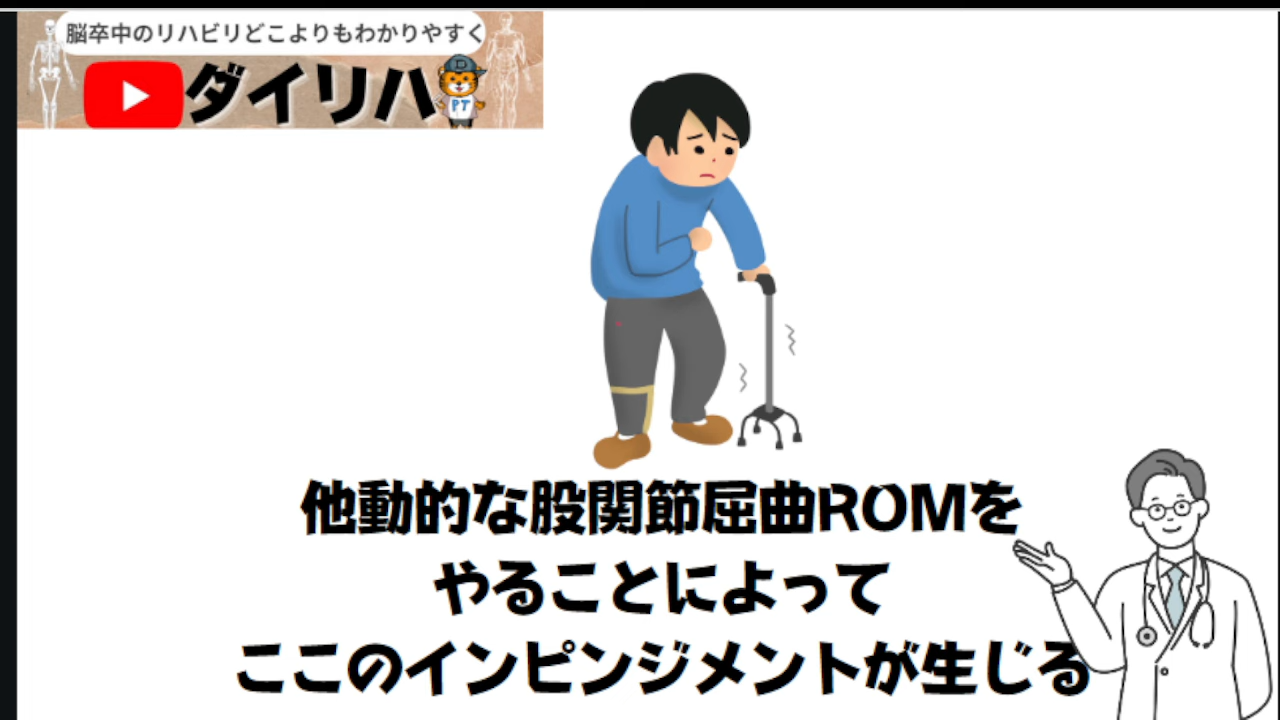 脳卒中のリハビリどこよりもわかりやすく
ダイリハ
D
PT
他動的な股関節屈曲ROMを
やることによって
ここのインピンジメントが生じる